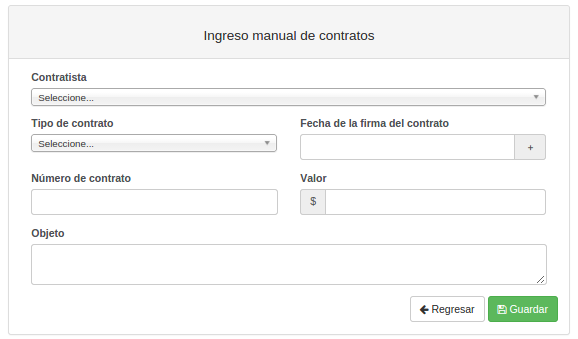 Ingreso manual de contratos
Contratista
Seleccione...
Tipo de contrato
Fecha de la firma del contrato
Seleccione...
+
Número de contrato
Valor
$
Objeto
Regresar
Guardar